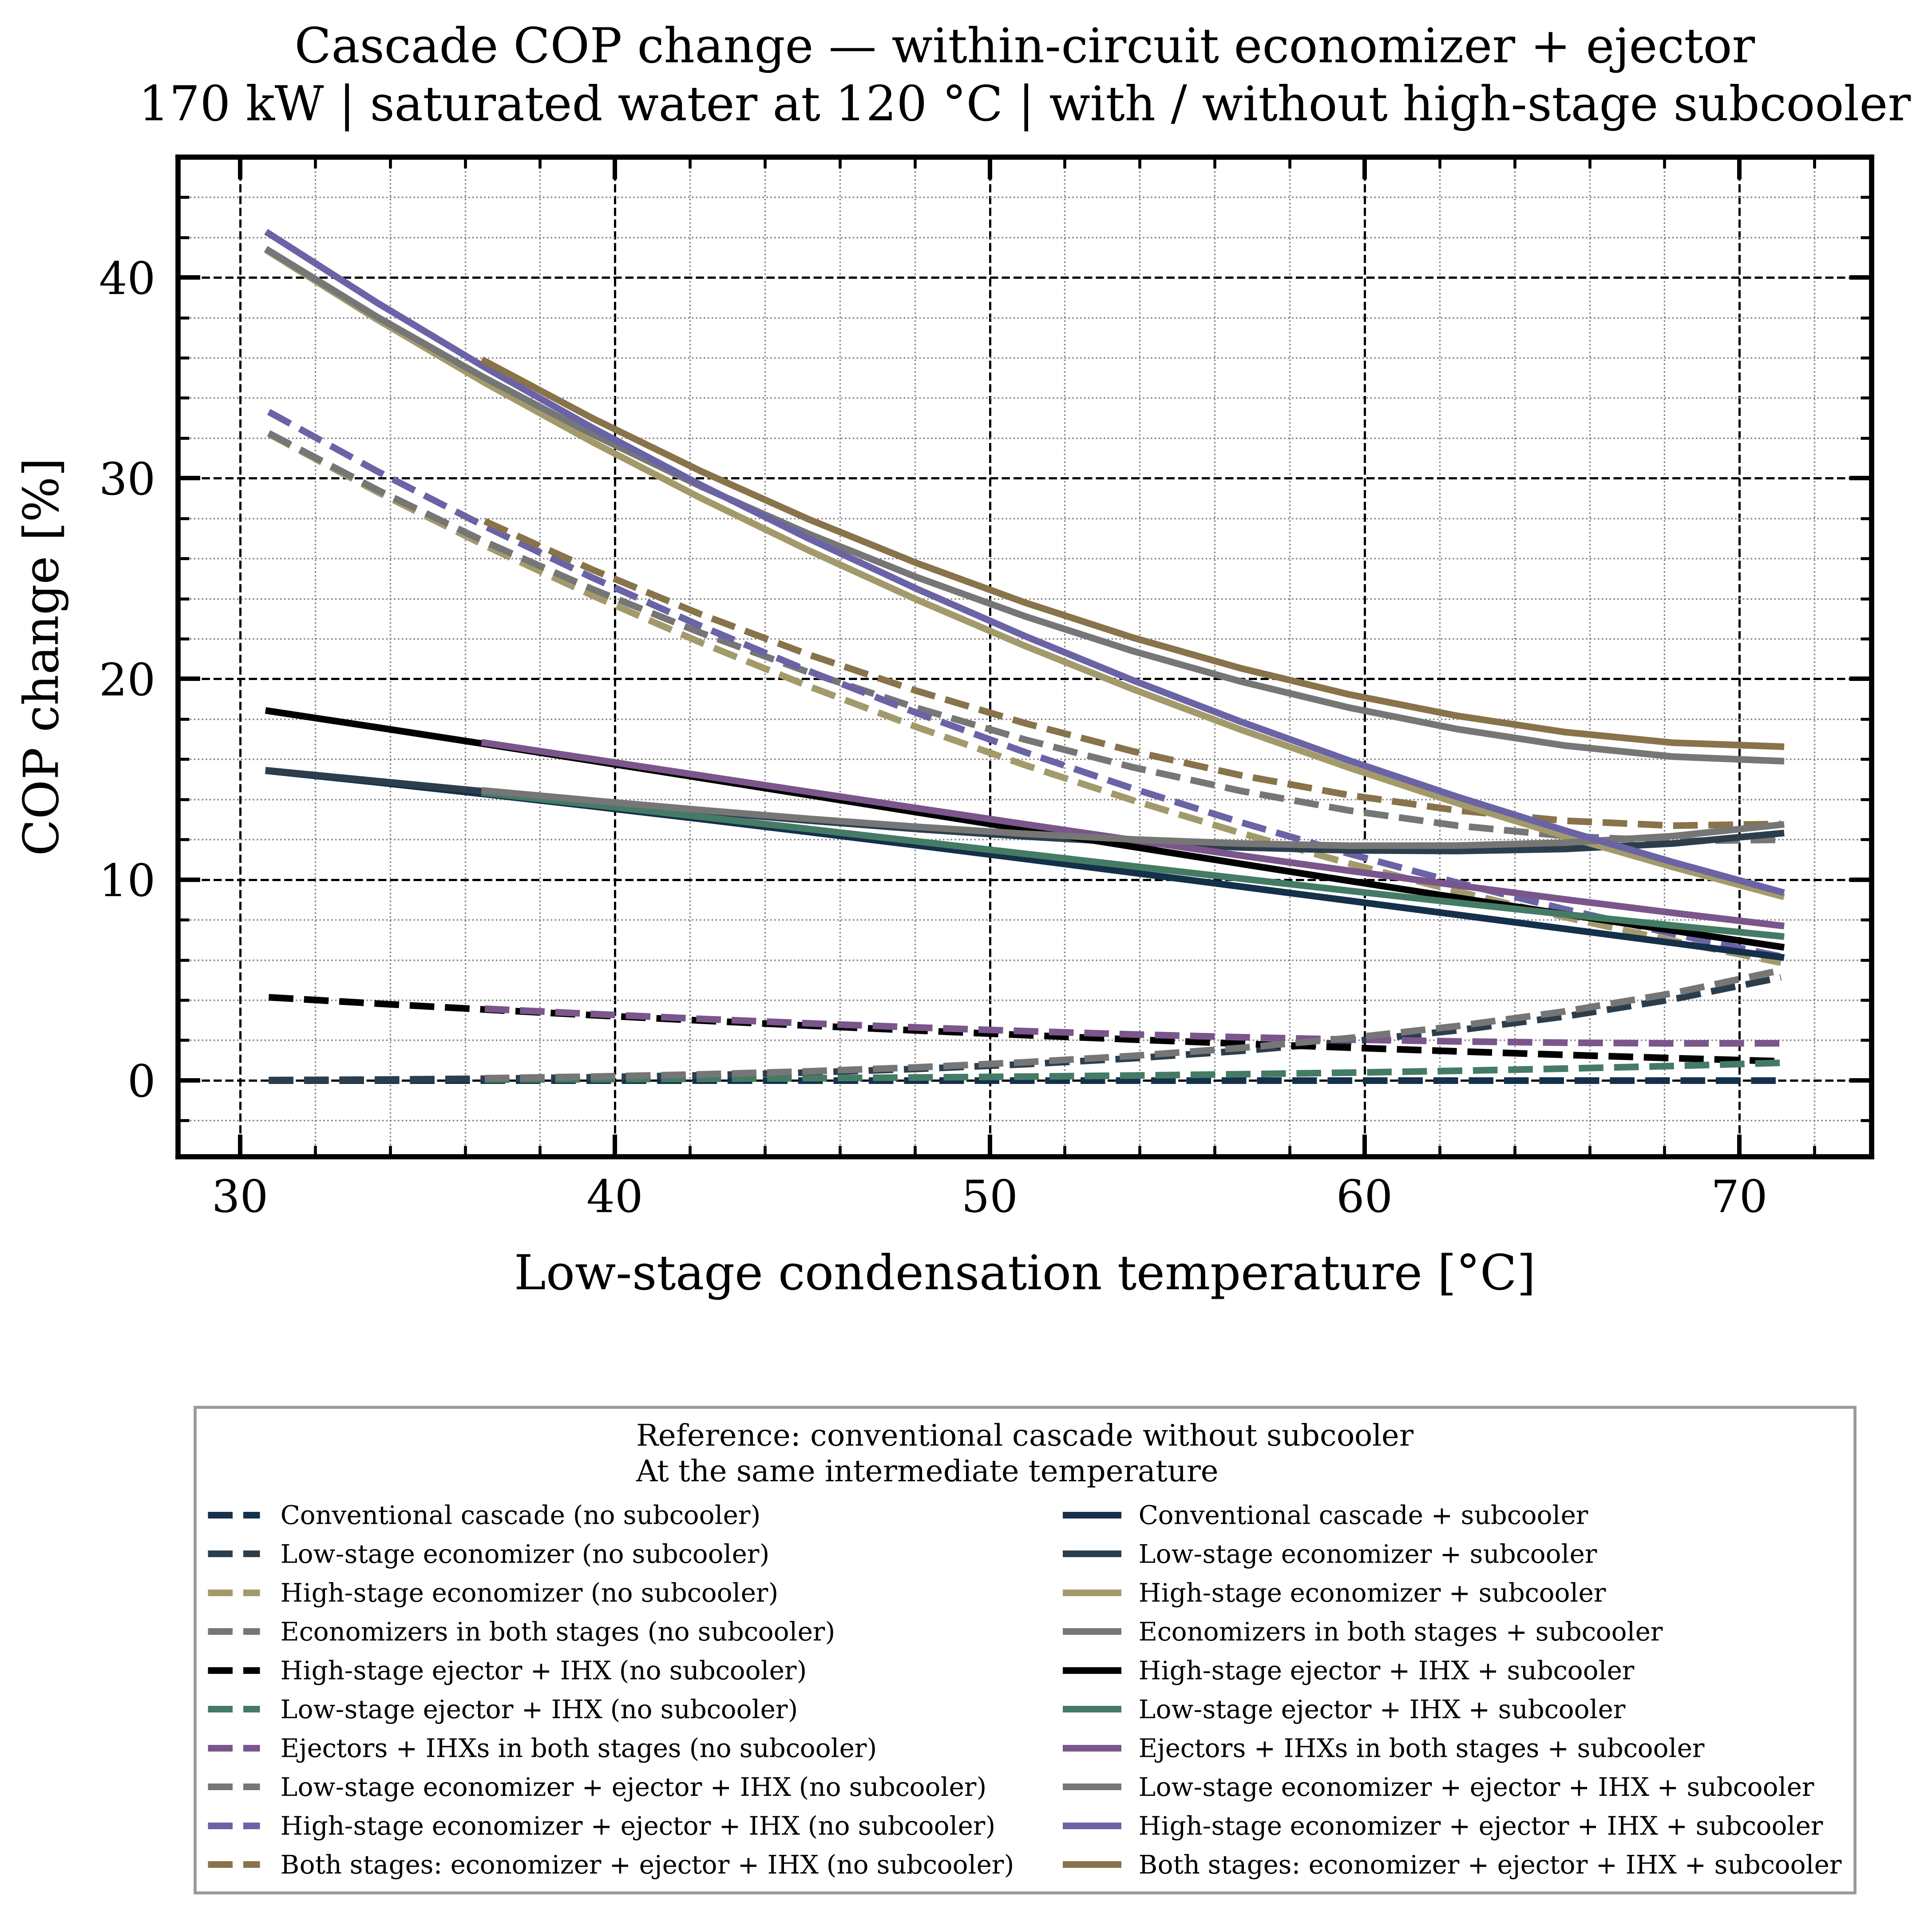 Cascade COP change — within-circuit economizer + ejector
170 kW | saturated water at 120 °C | with / without high-stage subcooler
COP change [%]
40
30
20
10
0
30 40 50 60 70
Low-stage condensation temperature [°C]
Reference: conventional cascade without subcooler
At the same intermediate temperature
Conventional cascade (no subcooler)
Low-stage economizer (no subcooler)
High-stage economizer (no subcooler)
Economizers in both stages (no subcooler)
High-stage ejector + IHX (no subcooler)
Low-stage ejector + IHX (no subcooler)
Ejectors + IHXs in both stages (no subcooler)
Low-stage economizer + ejector + IHX (no subcooler)
High-stage economizer + ejector + IHX (no subcooler)
Both stages: economizer + ejector + IHX (no subcooler)
Conventional cascade + subcooler
Low-stage economizer + subcooler
High-stage economizer + subcooler
Economizers in both stages + subcooler
High-stage ejector + IHX + subcooler
Low-stage ejector + IHX + subcooler
Ejectors + IHXs in both stages + subcooler
Low-stage economizer + ejector + IHX + subcooler
High-stage economizer + ejector + IHX + subcooler
Both stages: economizer + ejector + IHX + subcooler